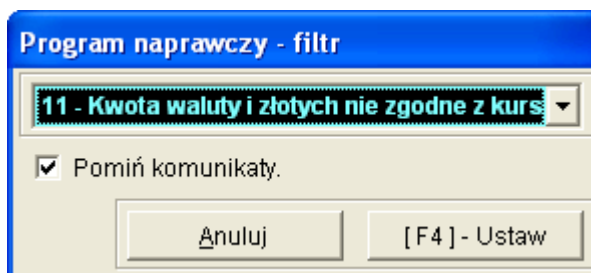 Program naprawczy - filtr
11 - Kwota waluty i złotych nie zgodne z kurs
Pomiń komunikaty.
Anuluj
[ F4 ] - Ustaw